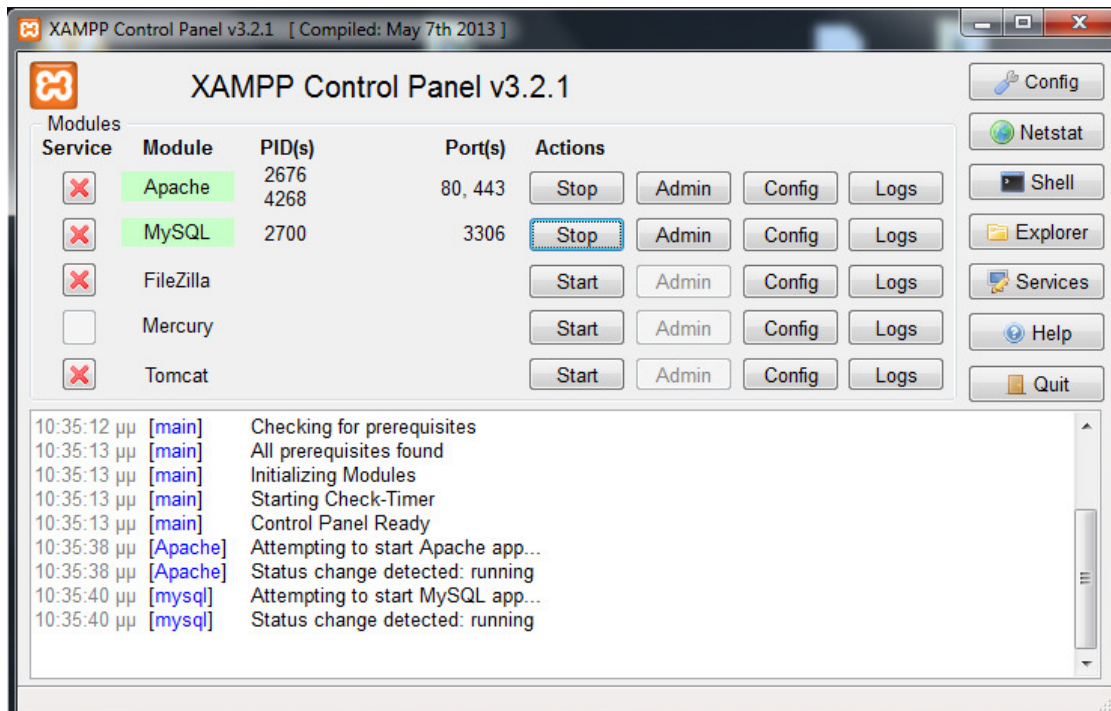 XAMPP Control Panel v3.2.1 [ Compiled: May 7th 2013 ]
XAMPP Control Panel v3.2.1
Config
Netstat
Shell
Explorer
Services
Help
Quit
Modules
Service Module PID(s) Port(s) Actions
Apache 2676 4268 80, 443 Stop Admin Config Logs
MySQL 2700 3306 Stop Admin Config Logs
FileZilla Start Admin Config Logs
Mercury Start Admin Config Logs
Tomcat Start Admin Config Logs
10:35:12 μμ [main] Checking for prerequisites
10:35:13 μμ [main] All prerequisites found
10:35:13 μμ [main] Initializing Modules
10:35:13 μμ [main] Starting Check-Timer
10:35:13 μμ [main] Control Panel Ready
10:35:38 μμ [Apache] Attempting to start Apache app...
10:35:38 μμ [Apache] Status change detected: running
10:35:40 μμ [mysql] Attempting to start MySQL app...
10:35:40 μμ [mysql] Status change detected: running